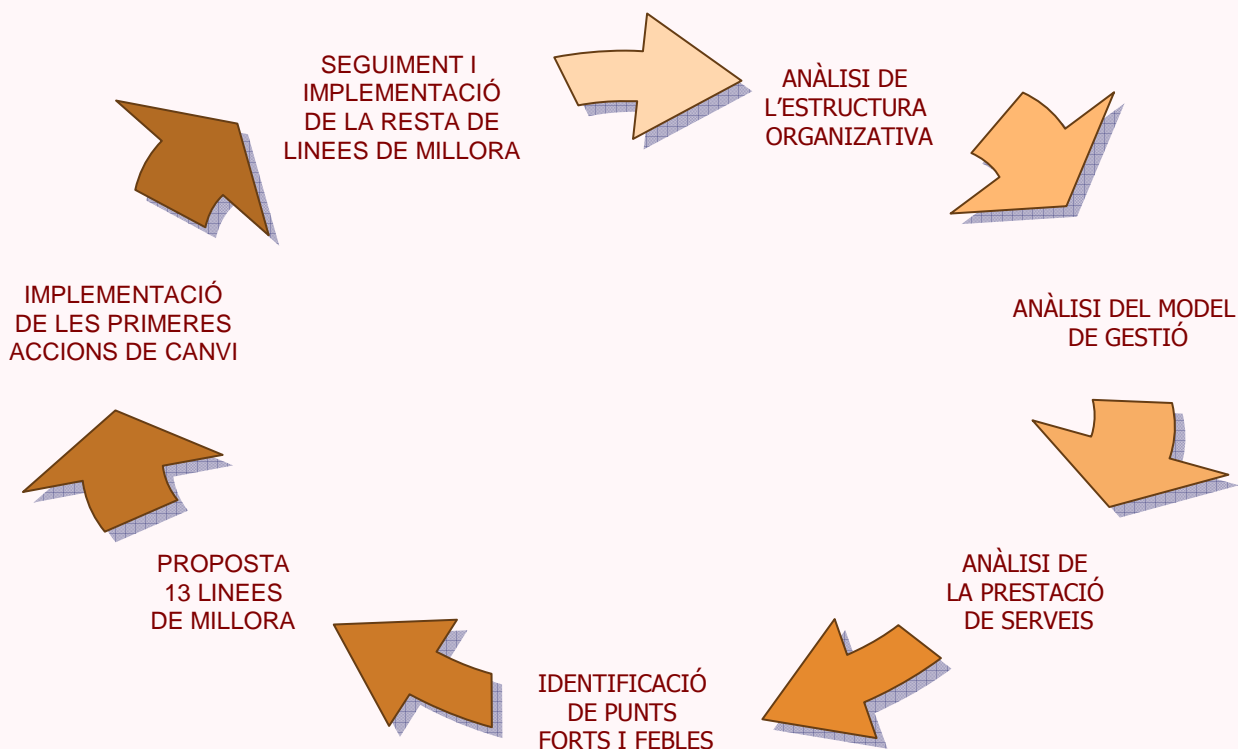 SEGUIMENT I
IMPLEMENTACIÓ
DE LA RESTA DE
LINEES DE MILLORA
ANÀLISI DE
L'ESTRUCTURA
ORGANIZATIVA
ANÀLISI DEL MODEL
DE GESTIÓ
ANÀLISI DE
LA PRESTACIÓ
DE SERVEIS
IDENTIFICACIÓ
DE PUNTS
FORTS I FEBLES
PROPOSTA
13 LINEES
DE MILLORA
IMPLEMENTACIÓ
DE LES PRIMERES
ACCIONS DE CANVI